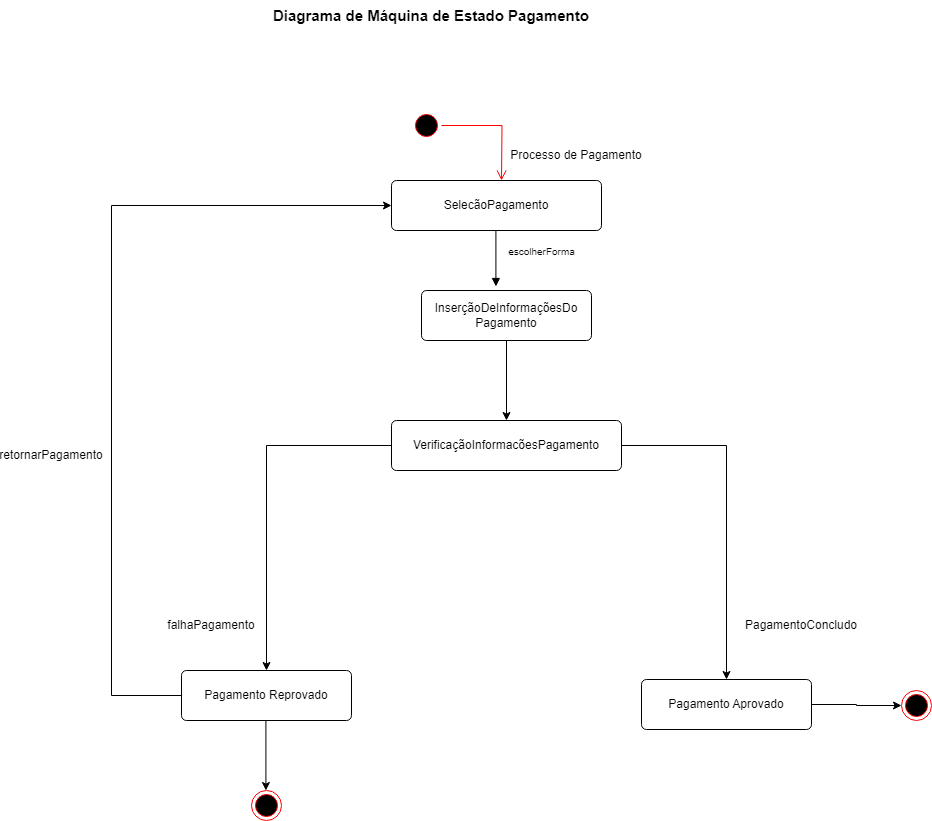 Diagrama de Máquina de Estado Pagamento
Processo de Pagamento
SelecãoPagamento
escolherForma
InserçãoDeInformaçõesDo
Pagamento
VerificaçãoInformacõesPagamento
retornarPagamento
falhaPagamento
PagamentoConcludo
Pagamento Reprovado
Pagamento Aprovado